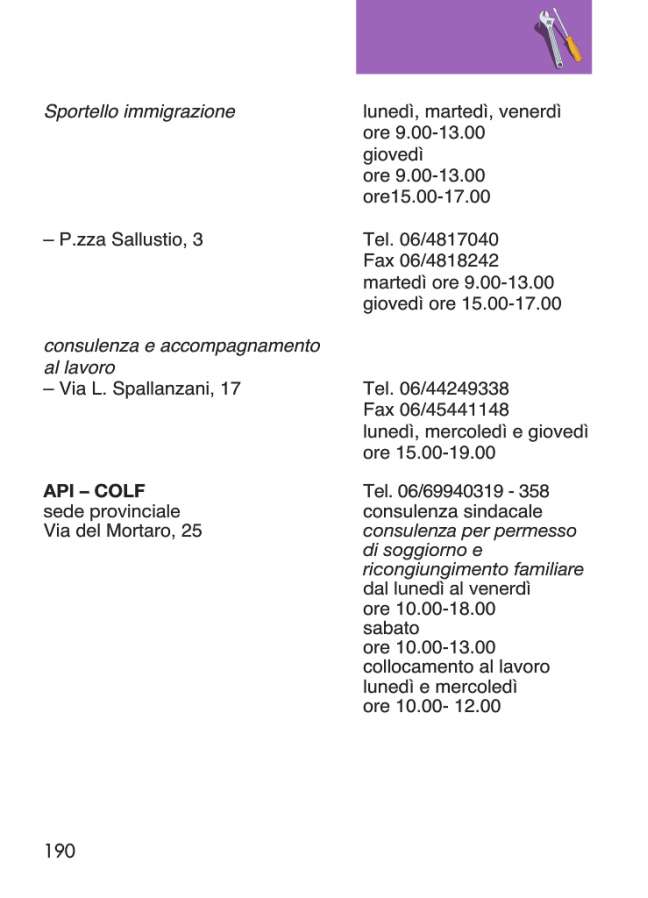 Sportello immigrazione
lunedì, martedì, venerdì
ore 9.00-13.00
giovedì
ore 9.00-13.00
ore15.00-17.00
– P.zza Sallustio, 3
Tel. 06/4817040
Fax 06/4818242
martedì ore 9.00-13.00
giovedì ore 15.00-17.00
consulenza e accompagnamento
al lavoro
– Via L. Spallanzani, 17
Tel. 06/44249338
Fax 06/45441148
lunedì, mercoledì e giovedì
ore 15.00-19.00
API – COLF
sede provinciale
Via del Mortaro, 25
Tel. 06/69940319 - 358
consulenza sindacale
consulenza per permesso
di soggiorno e
ricongiungimento familiare
dal lunedì al venerdì
ore 10.00-18.00
sabato
ore 10.00-13.00
collocamento al lavoro
lunedì e mercoledì
ore 10.00- 12.00
190